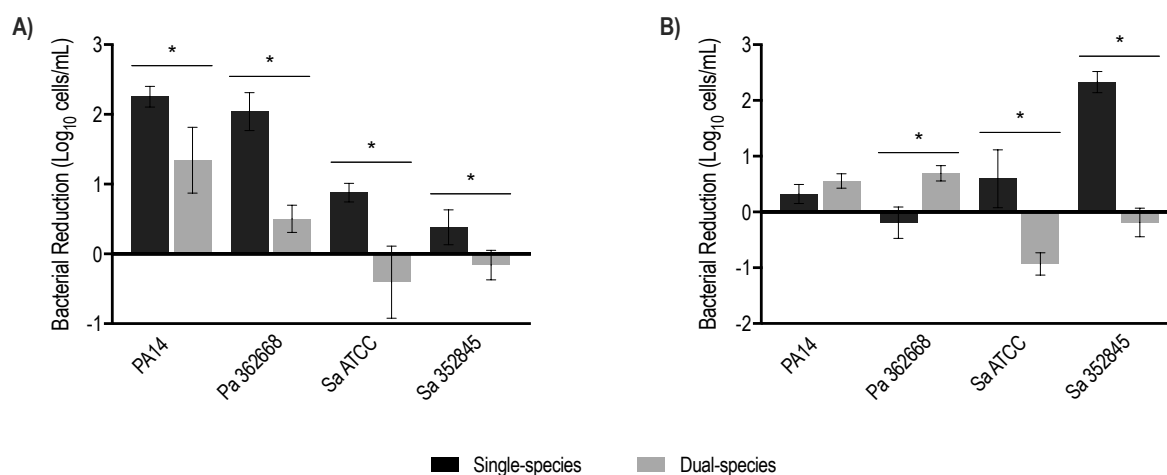 A)
Bacterial Reduction (Log10 cells/mL)
3
2
1
0
-1
*
*
*
*
PA14
Pa 362668
Sa ATCC
Sa 352845
B)
Bacterial Reduction (Log10 cells/mL)
3
2
1
0
-1
-2
*
*
*
PA14
Pa 362668
Sa ATCC
Sa 352845
Single-species
Dual-species